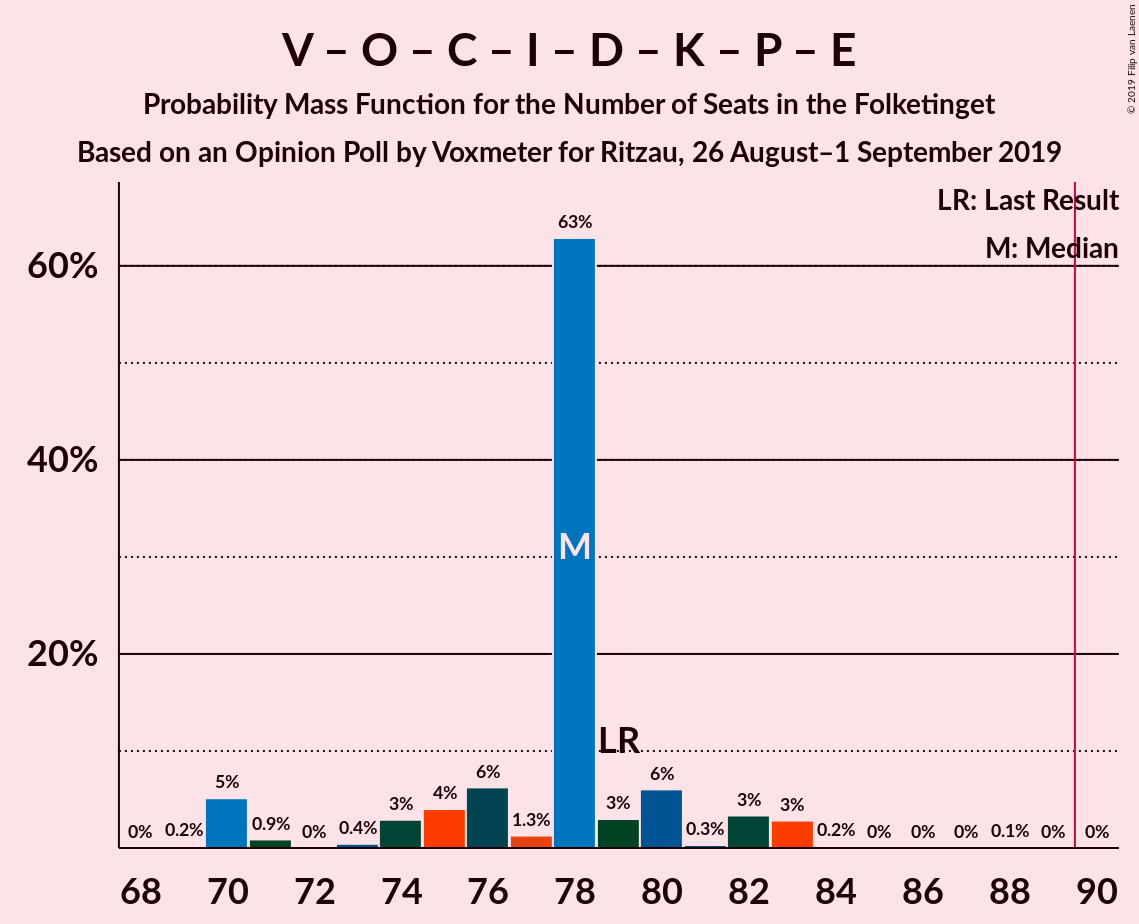 V – O – C – I – D – K – P – E
Probability Mass Function for the Number of Seats in the Folketinget
Based on an Opinion Poll by Voxmeter for Ritzau, 26 August–1 September 2019
© 2019 Filip van Laenen
LR: Last Result
M: Median
60%
40%
20%
0% 0.2% 5% 0.9% 0% 0.4% 3% 4% 6% 1.3% 63% 3% 6% 0.3% 3% 3% 0.2% 0% 0% 0% 0.1% 0% 0%
M
LR
68 70 72 74 76 78 80 82 84 86 88 90